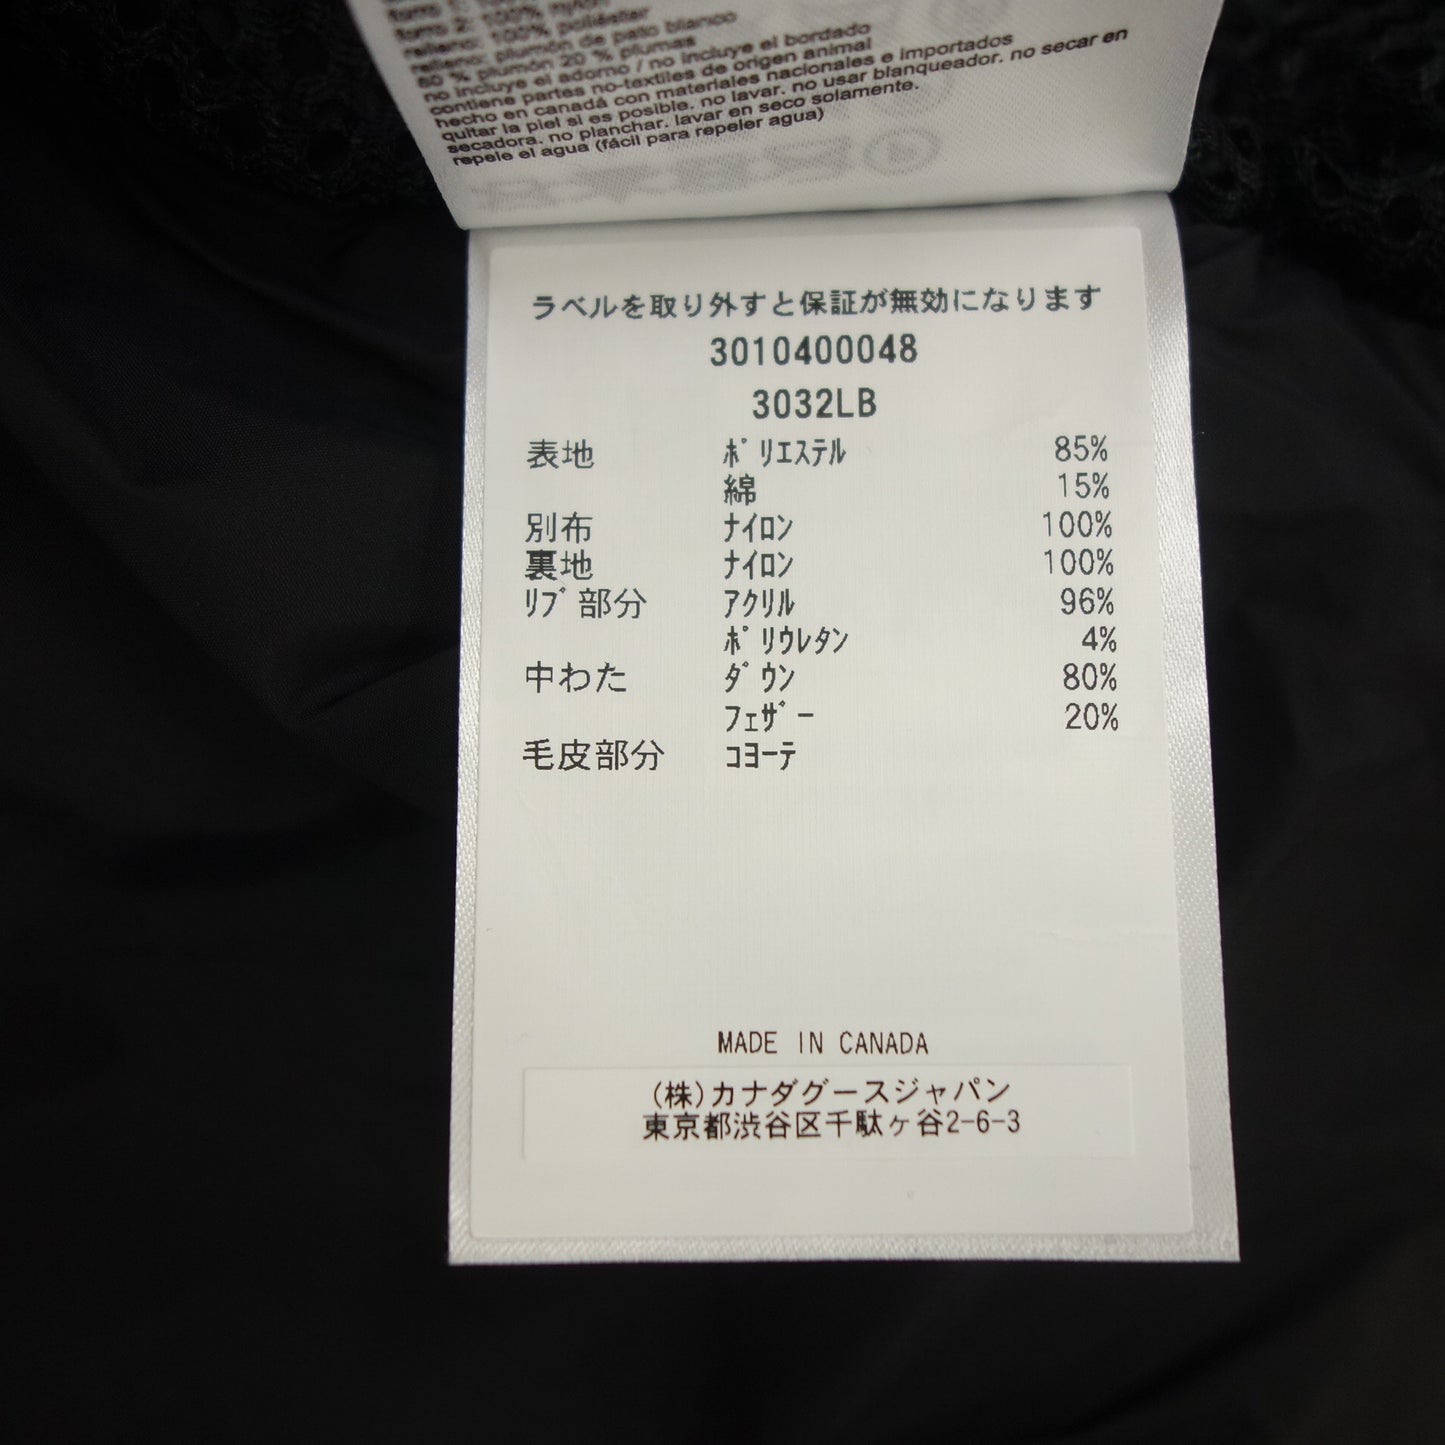 forro 2: 100% nylon
relleno: 100% poliéster
relleno: plumón de pato blanco
80 % plumón 20 % plumas
no incluye el adorno / no incluye el bordado
contiene partes no-textiles de origen animal
hecho en canadá con materiales nacionales e importados
quitar la piel si es posible. no lavar. no usar blanqueador. no secar en
secadora. no planchar. lavar en seco solamente.
repele el agua (fácil para repeler agua)
ラベルを取り外すと保証が無効になります
3010400048
3032LB
表地 ﾎﾟﾘｴｽﾃﾙ 85%
綿 15%
別布 ﾅｲﾛﾝ 100%
裏地 ﾅｲﾛﾝ 100%
ﾘﾌﾞ部分 ｱｸﾘﾙ 96%
ﾎﾟﾘｳﾚﾀﾝ 4%
中わた ﾀﾞｳﾝ 80%
ﾌｪｻﾞｰ 20%
毛皮部分 ｺﾖｰﾃ
MADE IN CANADA
(株)カナダグースジャパン
東京都渋谷区千駄ヶ谷2-6-3